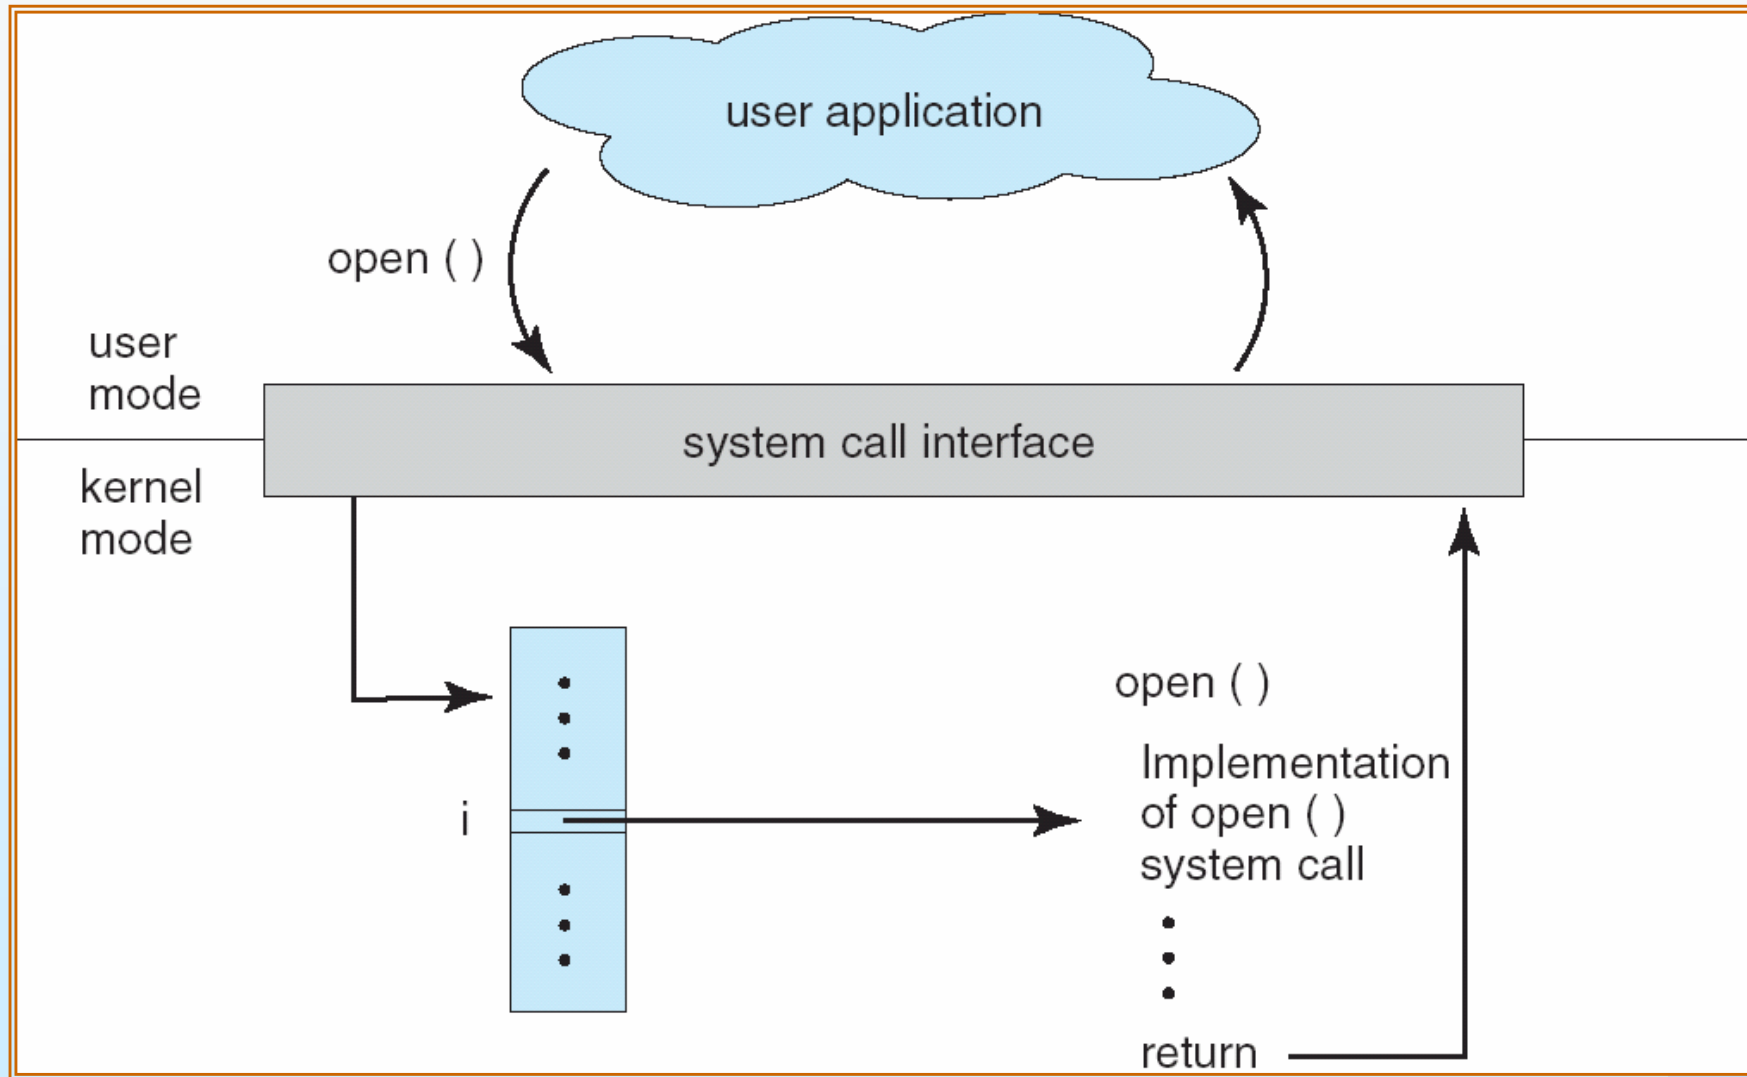 user application
open ( )
user
mode
system call interface
kernel
mode
open ( )
Implementation
of open ( )
system call
i
return